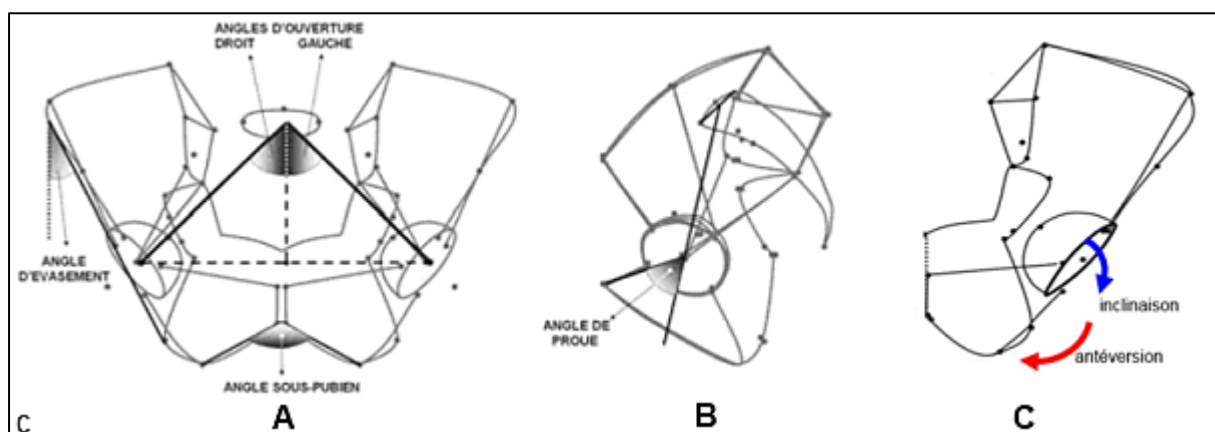 ANGLES D'OUVERTURE
DROIT GAUCHE
ANGLE
D'EVASEMENT
ANGLE SOUS-PUBIEN
A
ANGLE DE
PROUE
B
inclinaison
antéversion
C
C